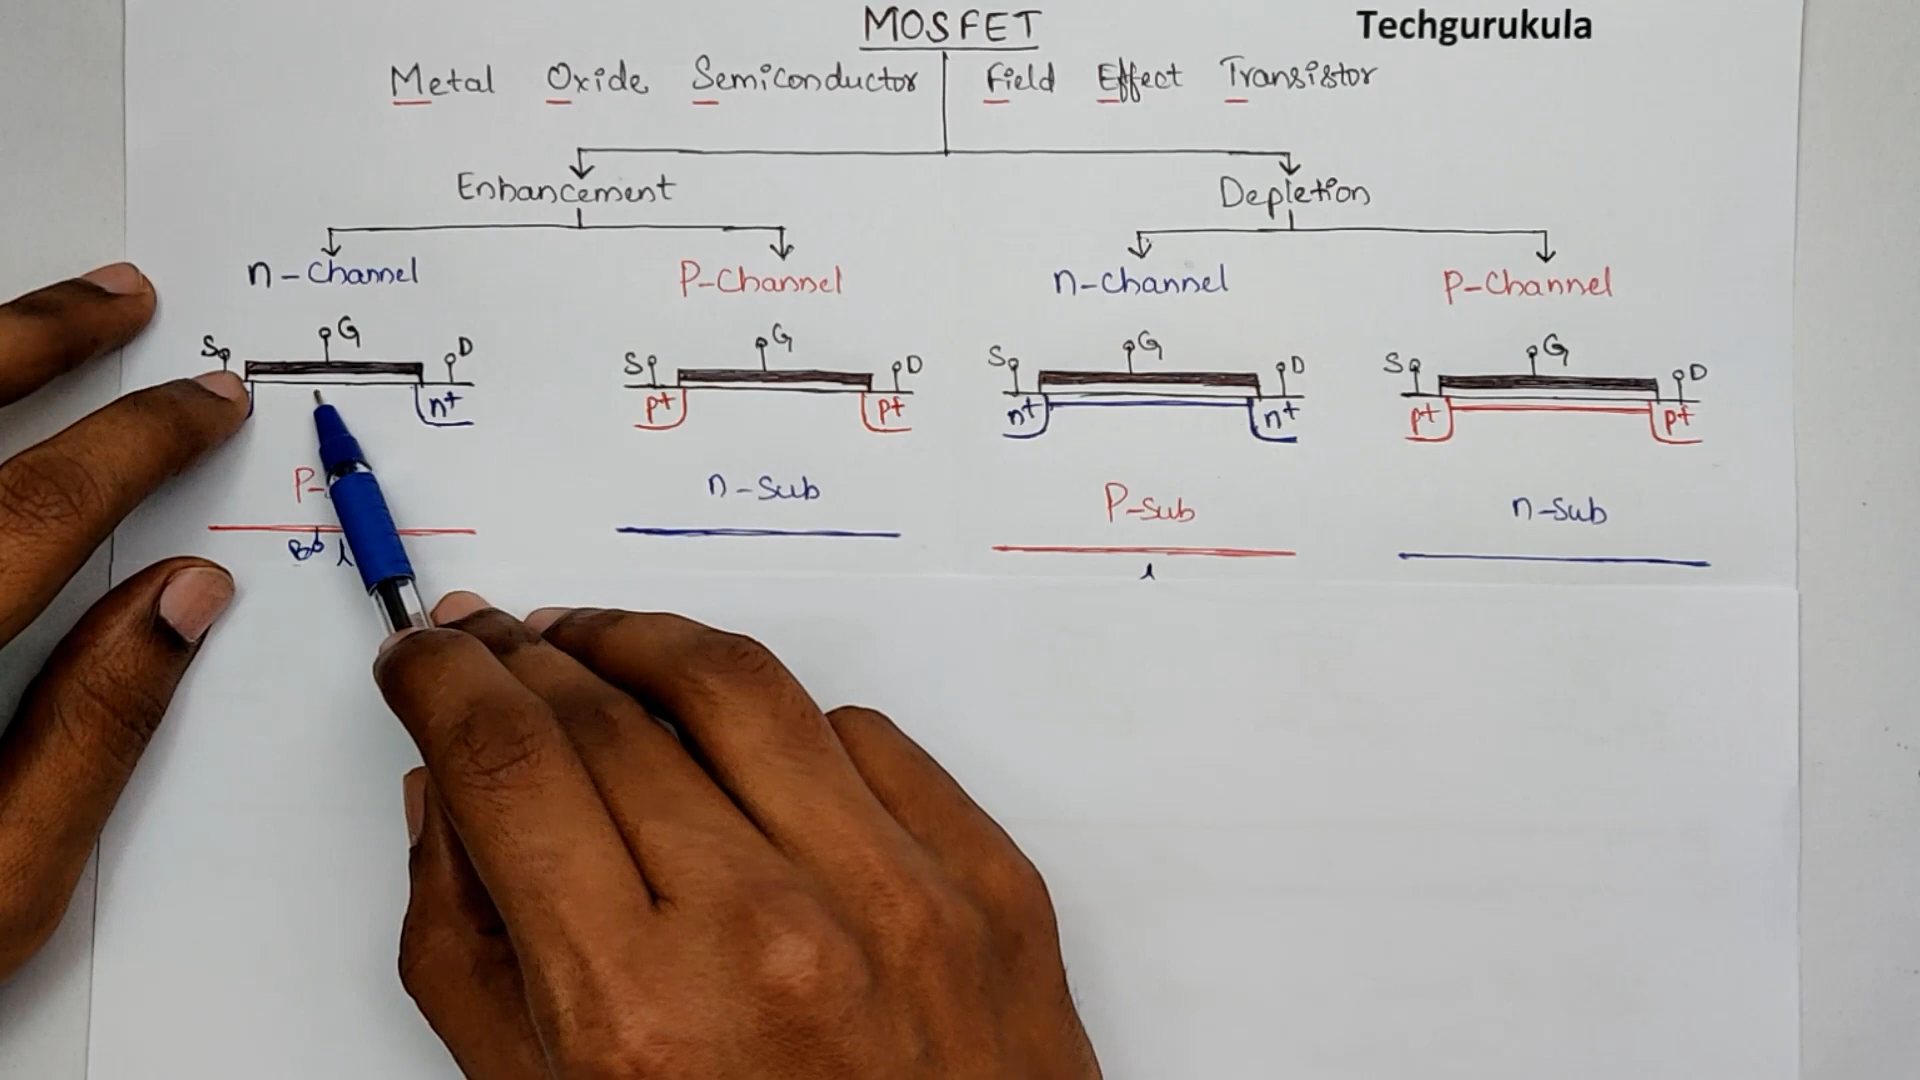 MOSFET
Techgurukula
Metal Oxide Semiconductor Field Effect Transistor
Enhancement Depletion
n-Channel P-Channel n-Channel P-Channel
S G D S G D S G D S G D
n+ p+ p+ n+ n+ p+ p+
P- n-Sub P-Sub n-Sub